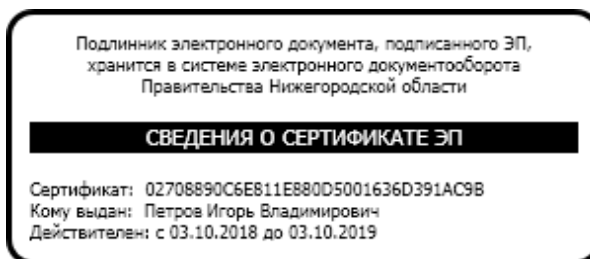 Подлинник электронного документа, подписанного ЭП,
хранится в системе электронного документооборота
Правительства Нижегородской области
СВЕДЕНИЯ О СЕРТИФИКАТЕ ЭП
Сертификат: 02708890C6E811E880D5001636D391AC9B
Кому выдан: Петров Игорь Владимирович
Действителен: с 03.10.2018 до 03.10.2019